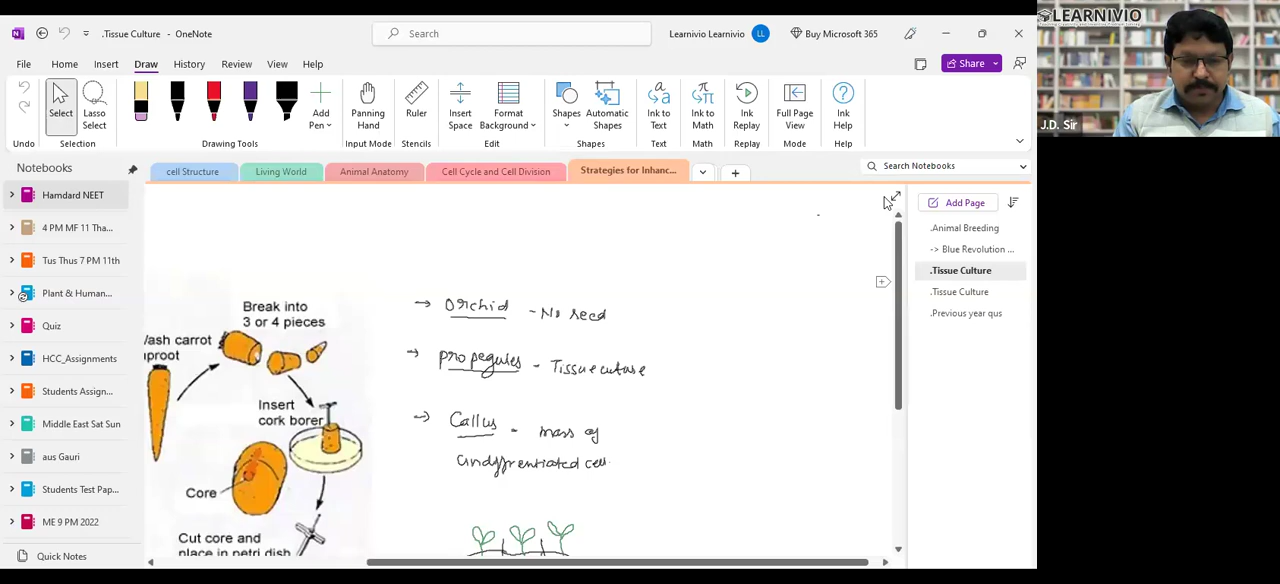 .Tissue Culture - OneNote
Search
Learnivio Learnivio
LL
Buy Microsoft 365
LEARNIVIO
J.D. Sir
File
Home
Insert
Draw
History
Review
View
Help
Share
Select
Lasso Select
Add Pen
Panning Hand
Ruler
Insert Space
Format Background
Shapes
Automatic Shapes
Ink to Text
Ink to Math
Ink Replay
Full Page View
Ink Help
Undo
Selection
Drawing Tools
Input Mode
Stencils
Edit
Shapes
Text
Math
Replay
Mode
Help
Notebooks
cell Structure
Living World
Animal Anatomy
Cell Cycle and Cell Division
Strategies for Inhanc...
Search Notebooks
Hamdard NEET
4 PM MF 11 Tha...
Tus Thus 7 PM 11th
Plant & Human...
Quiz
HCC_Assignments
Students Assign...
Middle East Sat Sun
aus Gauri
Students Test Pap...
ME 9 PM 2022
Quick Notes
Vash carrot
aproot
Break into
3 or 4 pieces
Insert
cork borer
Core
Cut core and
place in petri dish
→ Orchid - No seed
→ Propegules - Tissue
→ Callus - mass of
cell
Add Page
.Animal Breeding
-> Blue Revolution ...
.Tissue Culture
.Tissue Culture
.Previous year qus